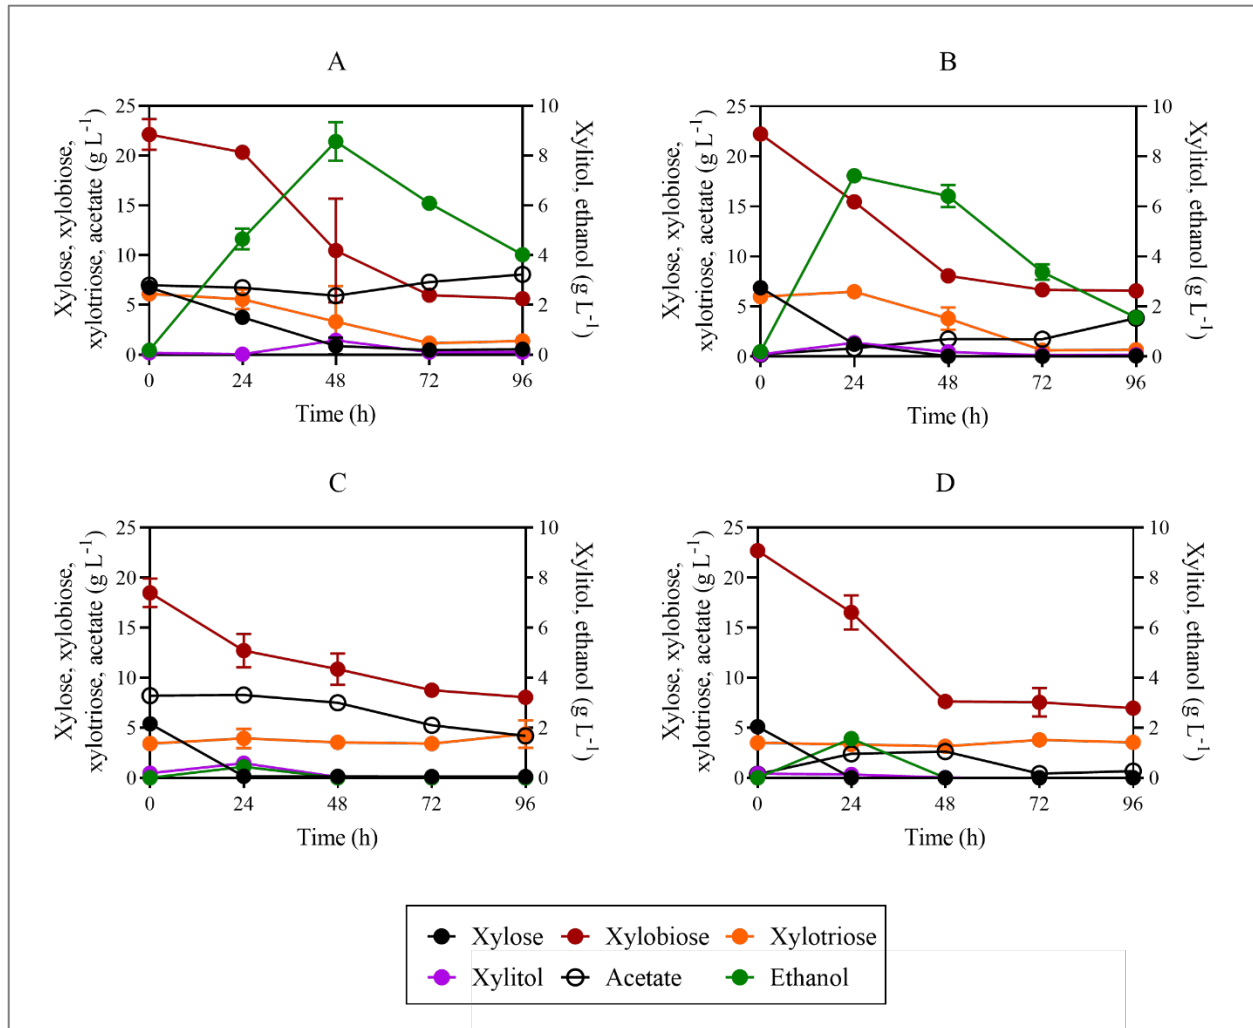 A
Xylose, xylobiose,
xylotriose, acetate (g L⁻¹)
25
20
15
10
5
0
10
8
6
4
2
0
Xylitol, ethanol (g L⁻¹)
0 24 48 72 96
Time (h)
B
Xylose, xylobiose,
xylotriose, acetate (g L⁻¹)
25
20
15
10
5
0
10
8
6
4
2
0
Xylitol, ethanol (g L⁻¹)
0 24 48 72 96
Time (h)
C
Xylose, xylobiose,
xylotriose, acetate (g L⁻¹)
25
20
15
10
5
0
10
8
6
4
2
0
Xylitol, ethanol (g L⁻¹)
0 24 48 72 96
Time (h)
D
Xylose, xylobiose,
xylotriose, acetate (g L⁻¹)
25
20
15
10
5
0
10
8
6
4
2
0
Xylitol, ethanol (g L⁻¹)
0 24 48 72 96
Time (h)
Xylose Xylobiose Xylotriose
Xylitol Acetate Ethanol